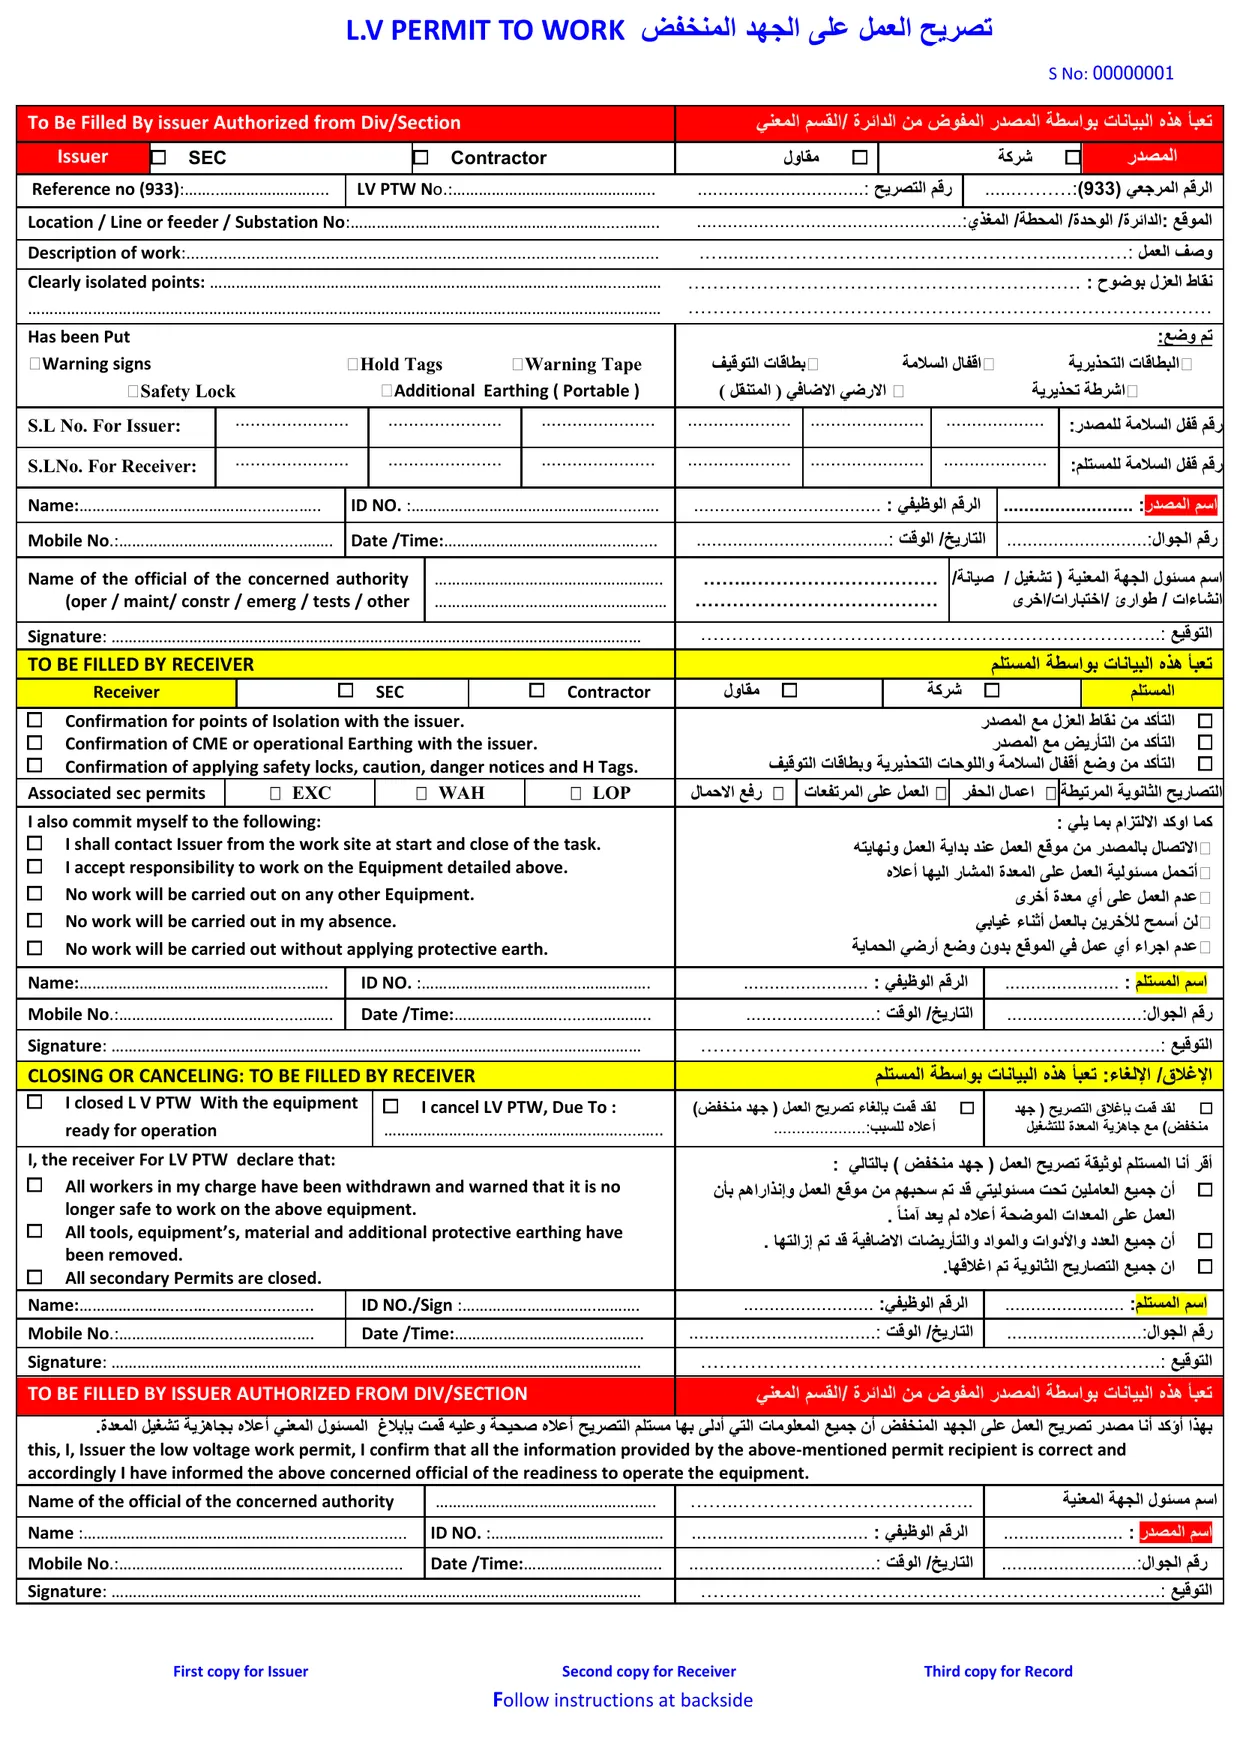 L.V PERMIT TO WORK تصريح العمل على الجهد المنخفض
S No: 00000001
To Be Filled By issuer Authorized from Div/Section تعبأ هذه البيانات بواسطة المصدر المفوض من الدائرة /القسم المعني
Issuer ☐ SEC ☐ Contractor ☐ مقاول ☐ شركة المصدر
Reference no (933):............................ LV PTW No.:............................ رقم التصريح :............................ الرقم المرجعي (933):..............
Location / Line or feeder / Substation No:............................ الموقع :الدائرة/ الوحدة/ المحطة/ المغذي:............................
Description of work:............................ وصف العمل :............................
Clearly isolated points: ............................ نقاط العزل بوضوح : ............................
............................ ............................
Has been Put تم وضع:
☐Warning signs ☐Hold Tags ☐Warning Tape ☐البطاقات التحذيرية ☐اقفال السلامة ☐بطاقات التوقيف
☐Safety Lock ☐Additional Earthing ( Portable ) ☐اشرطة تحذيرية ☐ الارضي الاضافي ( المتنقل )
S.L No. For Issuer: ............ ............ ............ ............ ............ ............ رقم قفل السلامة للمصدر:
S.LNo. For Receiver: ............ ............ ............ ............ ............ ............ رقم قفل السلامة للمستلم:
Name:............................ ID NO. :............................ الرقم الوظيفي : ............................ اسم المصدر: ............................
Mobile No.:............................ Date /Time:............................ التاريخ/ الوقت :............................ رقم الجوال:............................
Name of the official of the concerned authority ............................ ............................ اسم مسئول الجهة المعنية ( تشغيل / صيانة/
(oper / maint/ constr / emerg / tests / other ............................ ............................ انشاءات / طوارئ /اختبارات/اخرى
Signature: ............................ التوقيع :............................
TO BE FILLED BY RECEIVER تعبأ هذه البيانات بواسطة المستلم
Receiver ☐ SEC ☐ Contractor ☐ مقاول ☐ شركة المستلم
☐ Confirmation for points of Isolation with the issuer. ☐ التأكد من نقاط العزل مع المصدر
☐ Confirmation of CME or operational Earthing with the issuer. ☐ التأكد من التأريض مع المصدر
☐ Confirmation of applying safety locks, caution, danger notices and H Tags. ☐ التأكد من وضع أقفال السلامة واللوحات التحذيرية وبطاقات التوقيف
Associated sec permits ☐ EXC ☐ WAH ☐ LOP ☐ رفع الاحمال ☐ العمل على المرتفعات ☐ اعمال الحفر التصاريح الثانوية المرتيطة
I also commit myself to the following: كما اوكد الالتزام بما يلي :
☐ I shall contact Issuer from the work site at start and close of the task. ☐الاتصال بالمصدر من موقع العمل عند بداية العمل ونهايته
☐ I accept responsibility to work on the Equipment detailed above. ☐أتحمل مسئولية العمل على المعدة المشار اليها أعلاه
☐ No work will be carried out on any other Equipment. ☐عدم العمل على أي معدة أخرى
☐ No work will be carried out in my absence. ☐لن أسمح للأخرين بالعمل أثناء غيابي
☐ No work will be carried out without applying protective earth. ☐عدم اجراء أي عمل في الموقع بدون وضع أرضي الحماية
Name:............................ ID NO. :............................ الرقم الوظيفي : ............................ اسم المستلم : ............................
Mobile No.:............................ Date /Time:............................ التاريخ/ الوقت :............................ رقم الجوال:............................
Signature: ............................ التوقيع :............................
CLOSING OR CANCELING: TO BE FILLED BY RECEIVER الإغلاق/ الإلغاء: تعبأ هذه البيانات بواسطة المستلم
☐ I closed L V PTW With the equipment ☐ I cancel LV PTW, Due To : ☐ لقد قمت بإلغاء تصريح العمل ( جهد منخفض) ☐ لقد قمت بإغلاق التصريح ( جهد
ready for operation ............................ أعلاه للسبب:.................... منخفض) مع جاهزية المعدة للتشغيل
I, the receiver For LV PTW declare that: أقر أنا المستلم لوثيقة تصريح العمل ( جهد منخفض ) بالتالي :
☐ All workers in my charge have been withdrawn and warned that it is no ☐ أن جميع العاملين تحت مسئوليتي قد تم سحبهم من موقع العمل وإنذاراهم بأن
longer safe to work on the above equipment. العمل على المعدات الموضحة أعلاه لم يعد آمناً .
☐ All tools, equipment's, material and additional protective earthing have ☐ أن جميع العدد والأدوات والمواد والتأريضات الاضافية قد تم إزالتها .
been removed.
☐ All secondary Permits are closed. ☐ ان جميع التصاريح الثانوية تم اغلاقها.
Name:............................ ID NO./Sign :............................ الرقم الوظيفي: ............................ اسم المستلم: ............................
Mobile No.:............................ Date /Time:............................ التاريخ/ الوقت :............................ رقم الجوال:............................
Signature: ............................ التوقيع :............................
TO BE FILLED BY ISSUER AUTHORIZED FROM DIV/SECTION تعبأ هذه البيانات بواسطة المصدر المفوض من الدائرة /القسم المعني
بهذا أؤكد أنا مصدر تصريح العمل على الجهد المنخفض أن جميع المعلومات التي أدلى بها مستلم التصريح أعلاه صحيحة وعليه قمت بإبلاغ المسئول المعني أعلاه بجاهزية تشغيل المعدة.
this, I, Issuer the low voltage work permit, I confirm that all the information provided by the above-mentioned permit recipient is correct and
accordingly I have informed the above concerned official of the readiness to operate the equipment.
Name of the official of the concerned authority ............................ ............................ اسم مسئول الجهة المعنية
Name :............................ ID NO. :............................ الرقم الوظيفي : ............................ اسم المصدر : ............................
Mobile No.:............................ Date /Time:............................ التاريخ/ الوقت :............................ رقم الجوال:............................
Signature: ............................ التوقيع :............................
First copy for Issuer Second copy for Receiver Third copy for Record
Follow instructions at backside